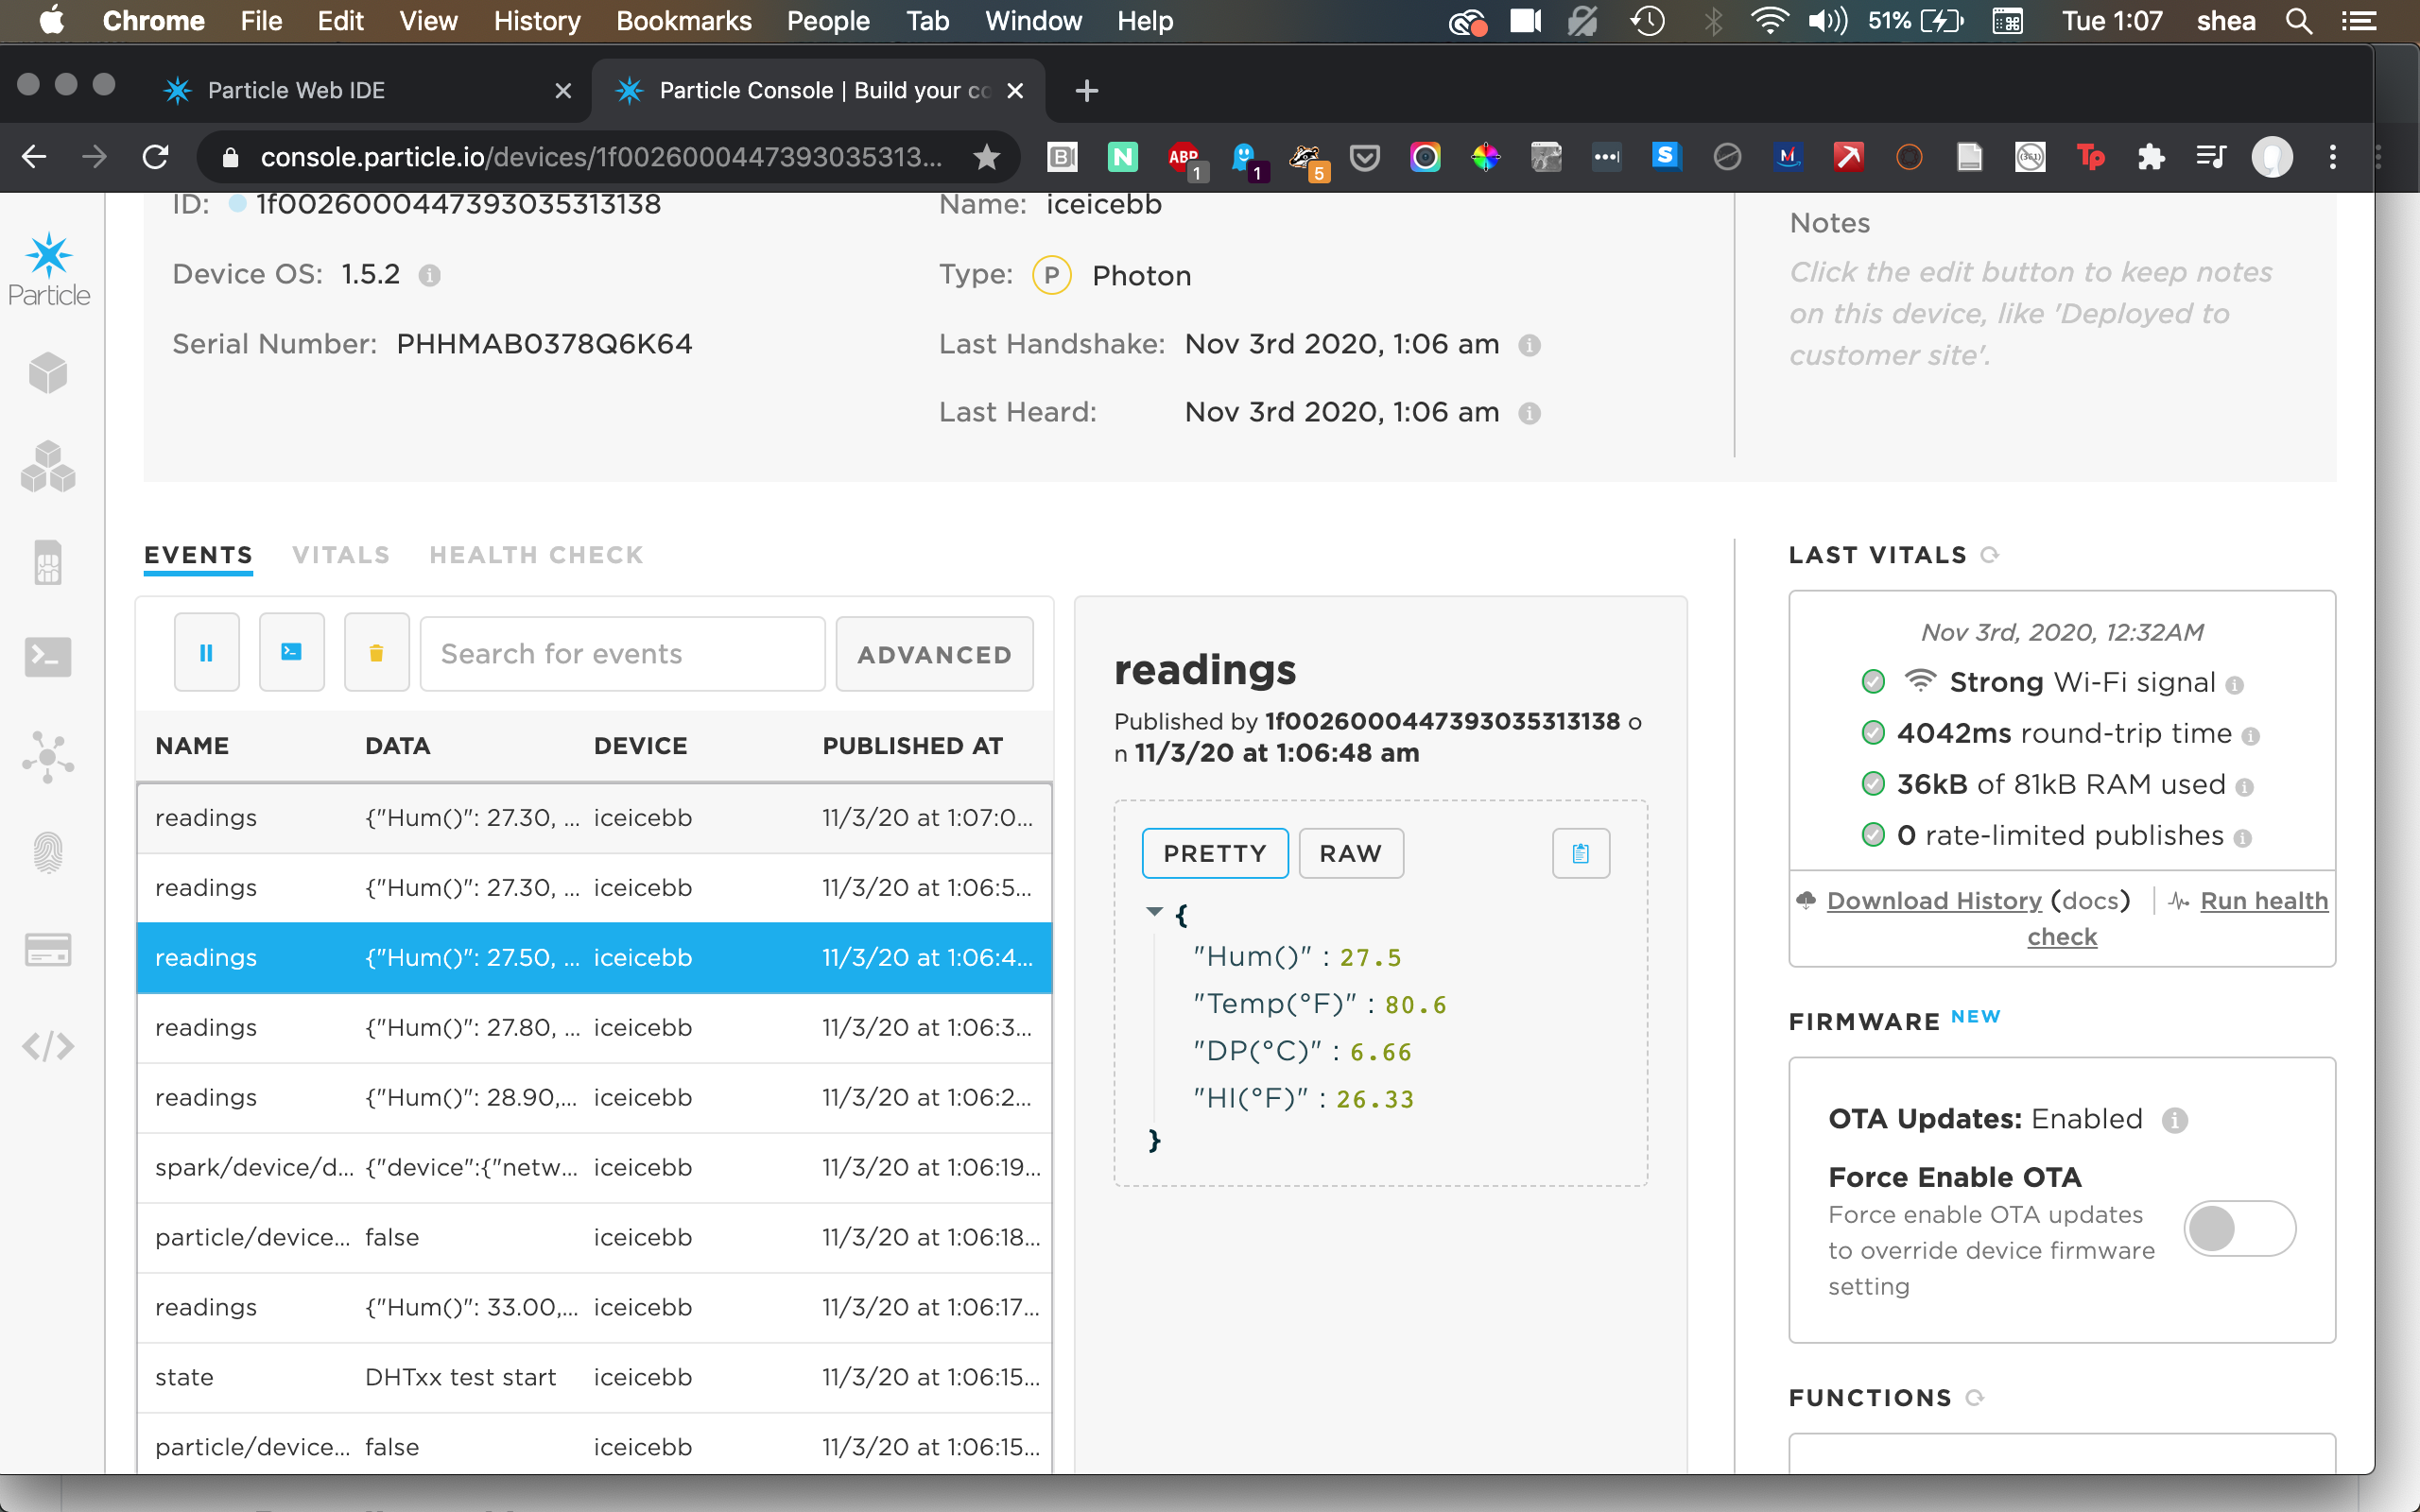 Chrome File Edit View History Bookmarks People Tab Window Help 51% Tue 1:07 shea
Particle Web IDE Particle Console | Build your co
console.particle.io/devices/1f0026000447393035313... ABP 1 1 5
Particle
ID: 1f0026000447393035313138
Device OS: 1.5.2
Serial Number: PHHMAB0378Q6K64
Name: iceicebb
Type: P Photon
Last Handshake: Nov 3rd 2020, 1:06 am
Last Heard: Nov 3rd 2020, 1:06 am
Notes
Click the edit button to keep notes
on this device, like 'Deployed to
customer site'.
EVENTS VITALS HEALTH CHECK
Search for events ADVANCED
NAME DATA DEVICE PUBLISHED AT
readings {"Hum()": 27.30, ... iceicebb 11/3/20 at 1:07:0...
readings {"Hum()": 27.30, ... iceicebb 11/3/20 at 1:06:5...
readings {"Hum()": 27.50, ... iceicebb 11/3/20 at 1:06:4...
readings {"Hum()": 27.80, ... iceicebb 11/3/20 at 1:06:3...
readings {"Hum()": 28.90,... iceicebb 11/3/20 at 1:06:2...
spark/device/d... {"device":{"netw... iceicebb 11/3/20 at 1:06:19...
particle/device... false iceicebb 11/3/20 at 1:06:18...
readings {"Hum()": 33.00,... iceicebb 11/3/20 at 1:06:17...
state DHTxx test start iceicebb 11/3/20 at 1:06:15...
particle/device... false iceicebb 11/3/20 at 1:06:15...
readings
Published by 1f0026000447393035313138 o
n 11/3/20 at 1:06:48 am
PRETTY RAW
{
"Hum()" : 27.5
"Temp(°F)" : 80.6
"DP(°C)" : 6.66
"HI(°F)" : 26.33
}
LAST VITALS
Nov 3rd, 2020, 12:32AM
Strong Wi-Fi signal
4042ms round-trip time
36kB of 81kB RAM used
0 rate-limited publishes
Download History (docs) | Run health
check
FIRMWARE NEW
OTA Updates: Enabled
Force Enable OTA
Force enable OTA updates
to override device firmware
setting
FUNCTIONS